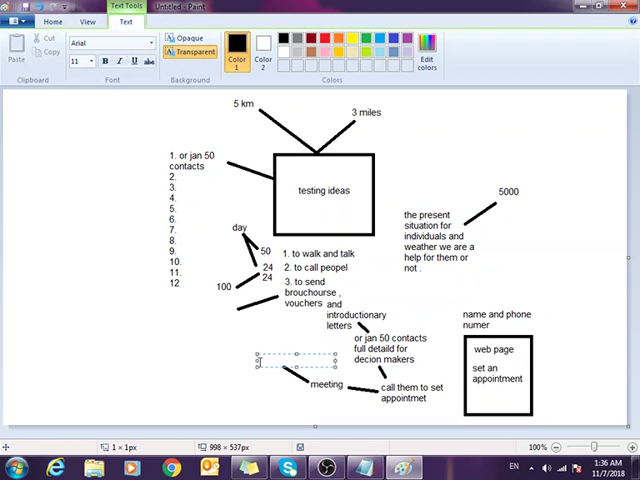 Text Tools
Untitled - Paint
Home
View
Text
Paste
Cut
Copy
Clipboard
Arial
11
B I U abc
Font
Opaque
Transparent
Background
Color 1
Color 2
Colors
Edit colors
5 km
3 miles
1. or jan 50
contacts
2.
3.
4.
5.
6.
7.
8.
9.
10.
11.
12
testing ideas
5000
the present
situation for
individuals and
weather we are a
help for them or
not .
day
50
24
24
100
1. to walk and talk
2. to call peopel
3. to send
brouchourse ,
vouchers
and
introductionary
letters
or jan 50 contacts
full detaild for
decion makers
call them to set
appointmet
meeting
name and phone
numer
web page
set an
appointment
1 × 1px
998 × 537px
100%
EN
1:36 AM
11/7/2018